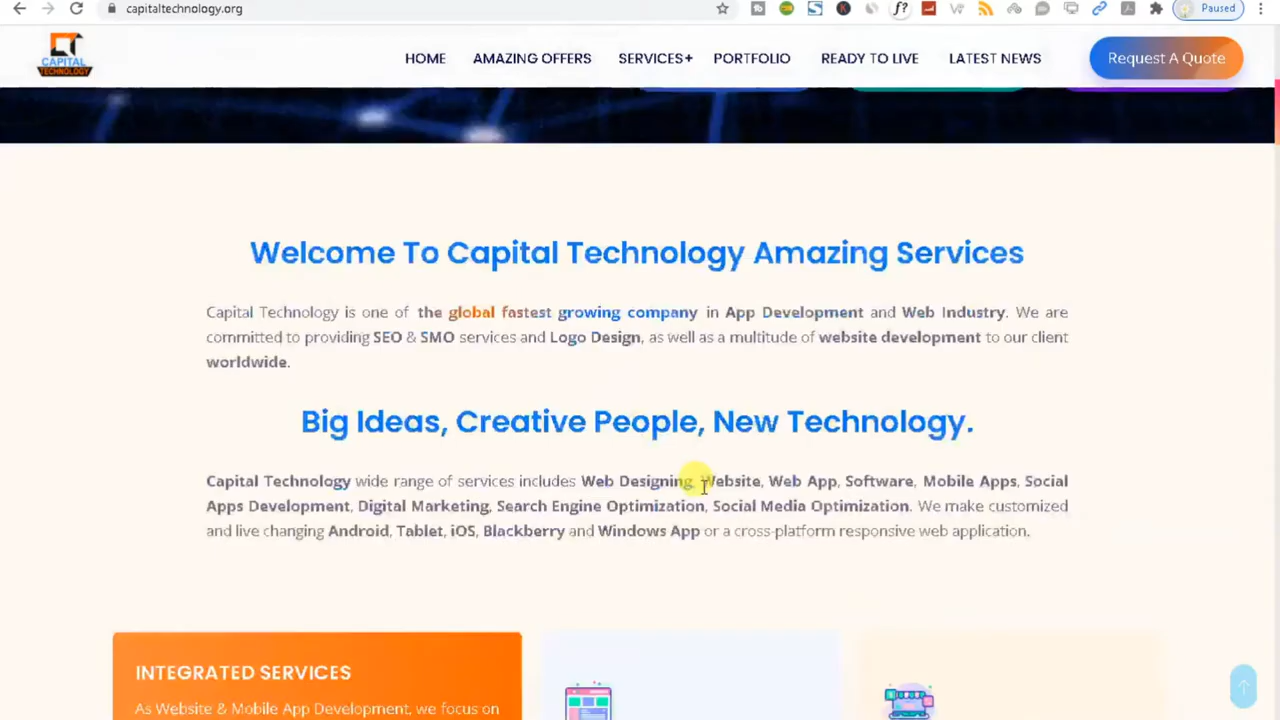 capitaltechnology.org
Paused
CAPITAL
TECHNOLOGY
HOME
AMAZING OFFERS
SERVICES+
PORTFOLIO
READY TO LIVE
LATEST NEWS
Request A Quote
Welcome To Capital Technology Amazing Services
Capital Technology is one of the global fastest growing company in App Development and Web Industry. We are
committed to providing SEO & SMO services and Logo Design, as well as a multitude of website development to our client
worldwide.
Big Ideas, Creative People, New Technology.
Capital Technology wide range of services includes Web Designing, Website, Web App, Software, Mobile Apps, Social
Apps Development, Digital Marketing, Search Engine Optimization, Social Media Optimization. We make customized
and live changing Android, Tablet, iOS, Blackberry and Windows App or a cross-platform responsive web application.
INTEGRATED SERVICES
As Website & Mobile App Development, we focus on